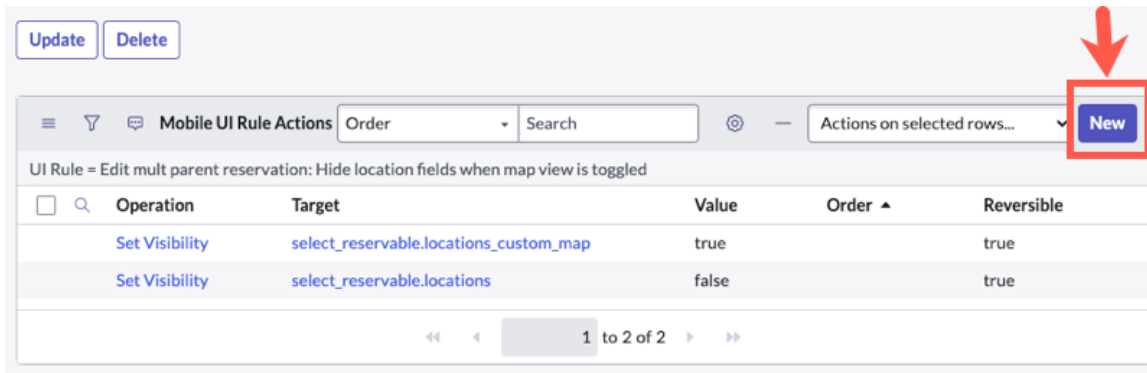 Update Delete
Mobile UI Rule Actions Order Search Actions on selected rows... New
UI Rule = Edit mult parent reservation: Hide location fields when map view is toggled
Operation Target Value Order Reversible
Set Visibility select_reservable.locations_custom_map true true
Set Visibility select_reservable.locations false true
1 to 2 of 2